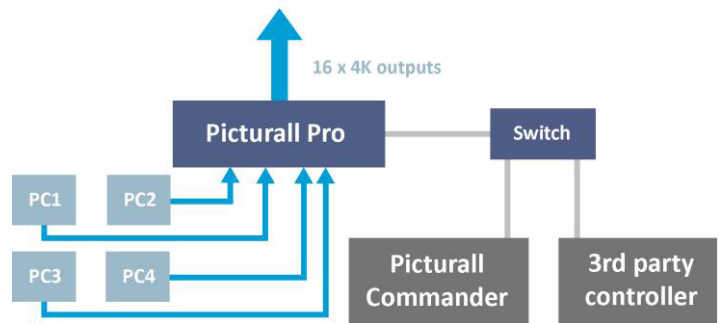 16 x 4K outputs
Picturall Pro
Switch
PC1
PC2
PC3
PC4
Picturall
Commander
3rd party
controller